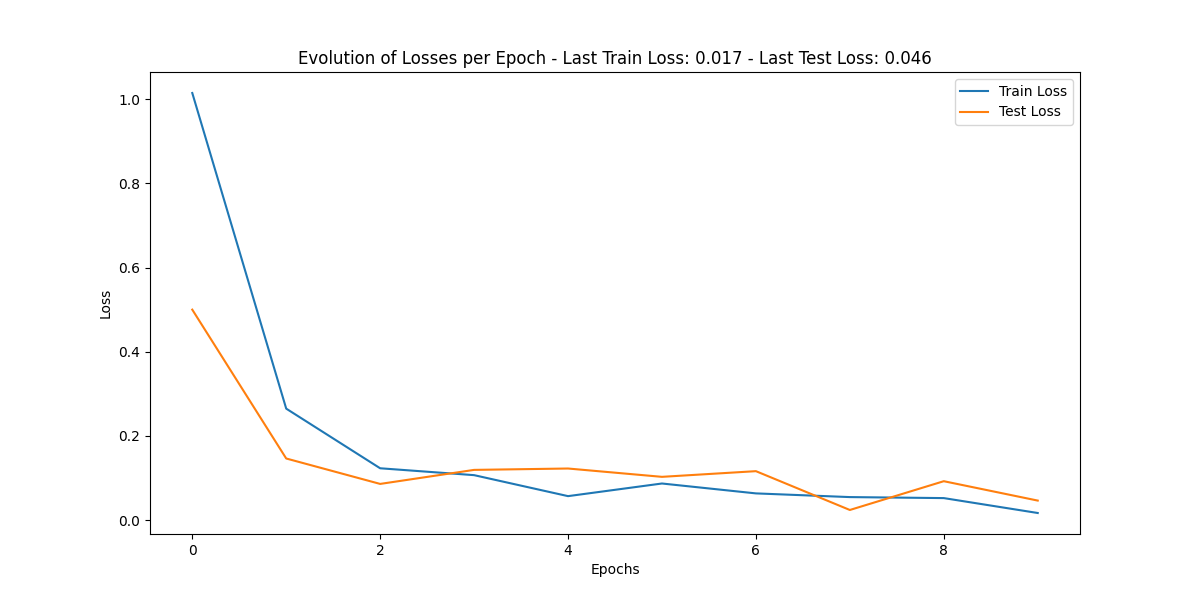 Evolution of Losses per Epoch - Last Train Loss: 0.017 - Last Test Loss: 0.046
Train Loss
Test Loss
1.0
0.8
0.6
0.4
0.2
0.0
Loss
0 2 4 6 8
Epochs